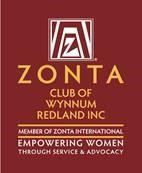 ZONTA
CLUB OF
WYNNUM
REDLAND INC
MEMBER OF ZONTA INTERNATIONAL
EMPOWERING WOMEN
THROUGH SERVICE & ADVOCACY